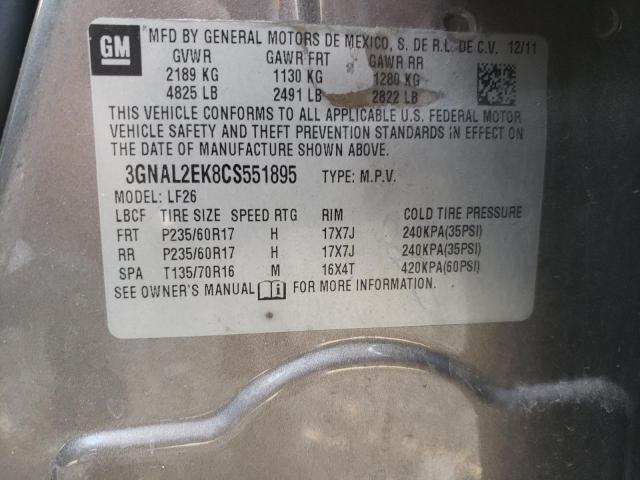 GM
MFD BY GENERAL MOTORS DE MEXICO, S. DE R.L. DE C.V. 12/11
GVWR GAWR FRT GAWR RR
2189 KG 1130 KG 1280 KG
4825 LB 2491 LB 2822 LB
THIS VEHICLE CONFORMS TO ALL APPLICABLE U.S. FEDERAL MOTOR
VEHICLE SAFETY AND THEFT PREVENTION STANDARDS IN EFFECT ON
THE DATE OF MANUFACTURE SHOWN ABOVE.
3GNAL2EK8CS551895 TYPE: M.P.V.
MODEL: LF26
LBCF TIRE SIZE SPEED RTG RIM COLD TIRE PRESSURE
FRT P235/60R17 H 17X7J 240KPA(35PSI)
RR P235/60R17 H 17X7J 240KPA(35PSI)
SPA T135/70R16 M 16X4T 420KPA(60PSI)
SEE OWNER'S MANUAL FOR MORE INFORMATION.